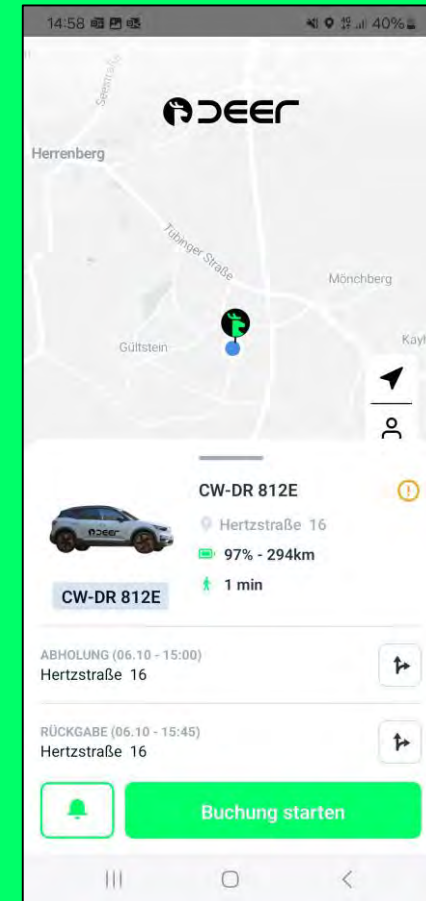 14:58
40%
Seestraße
DEER
Herrenberg
Tübinger Straße
Mönchberg
Gültstein
Kayh
CW-DR 812E
Hertzstraße 16
DEER
97% - 294km
1 min
CW-DR 812E
ABHOLUNG (06.10 - 15:00)
Hertzstraße 16
RÜCKGABE (06.10 - 15:45)
Hertzstraße 16
Buchung starten